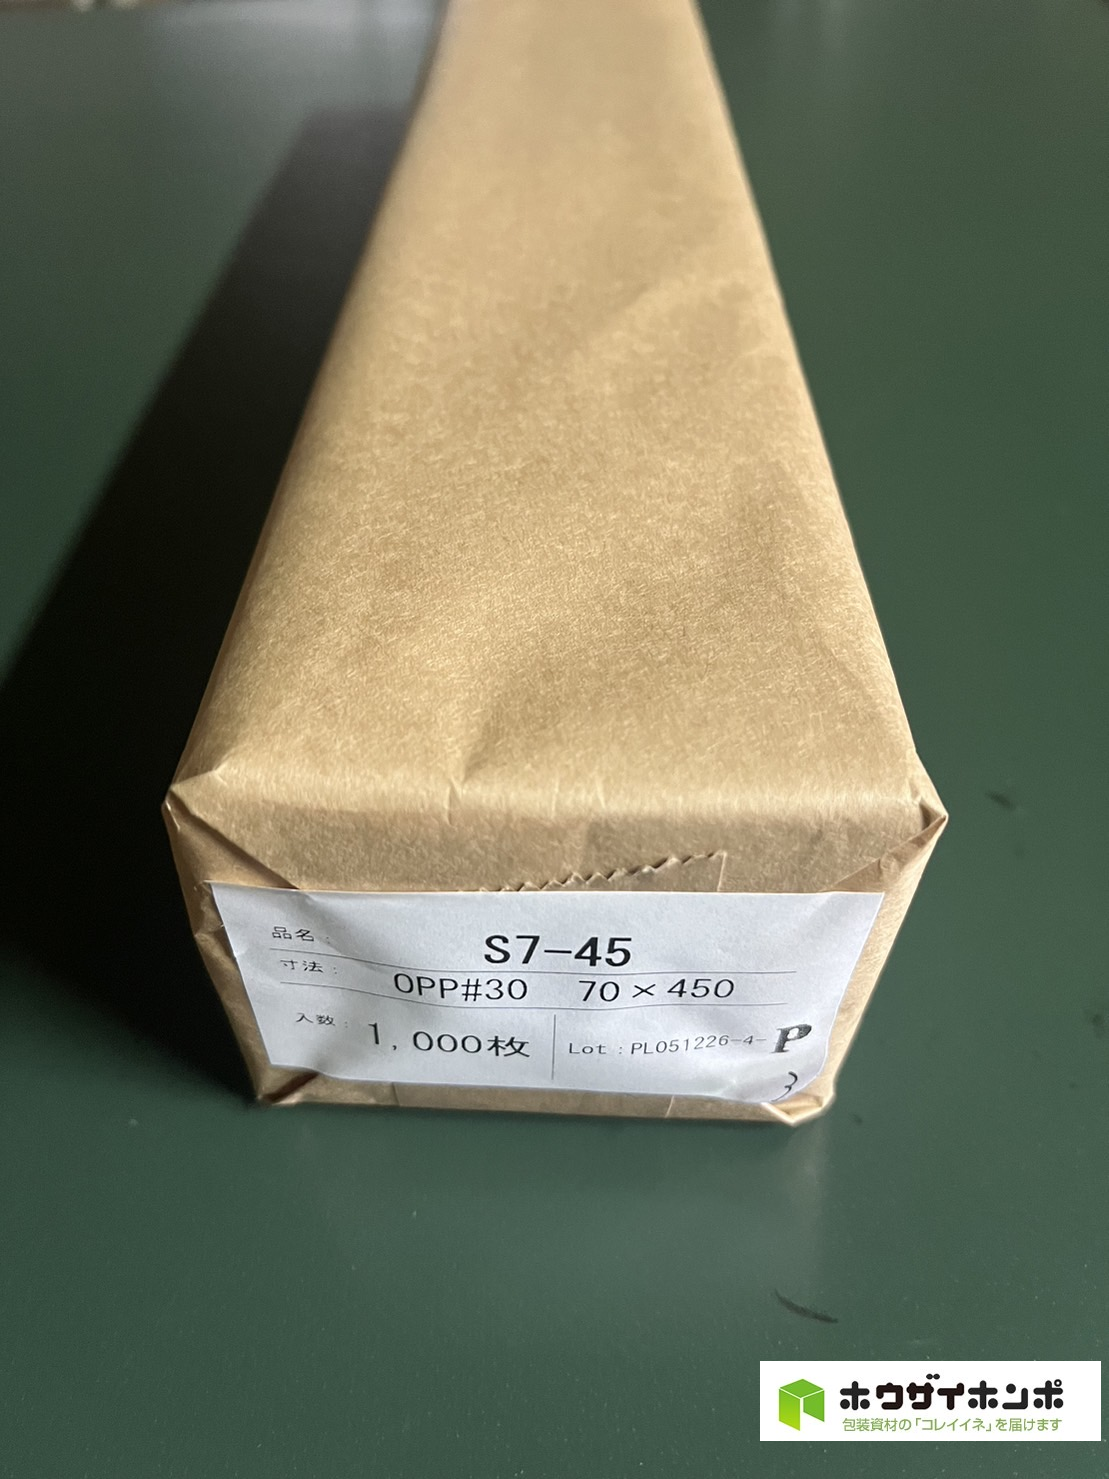 品名: S7-45
寸法: OPP#30 70×450
入数: 1,000枚 Lot:PL051226-4-P
3
ホウザイホンポ
包装資材の「コレイイネ」を届けます